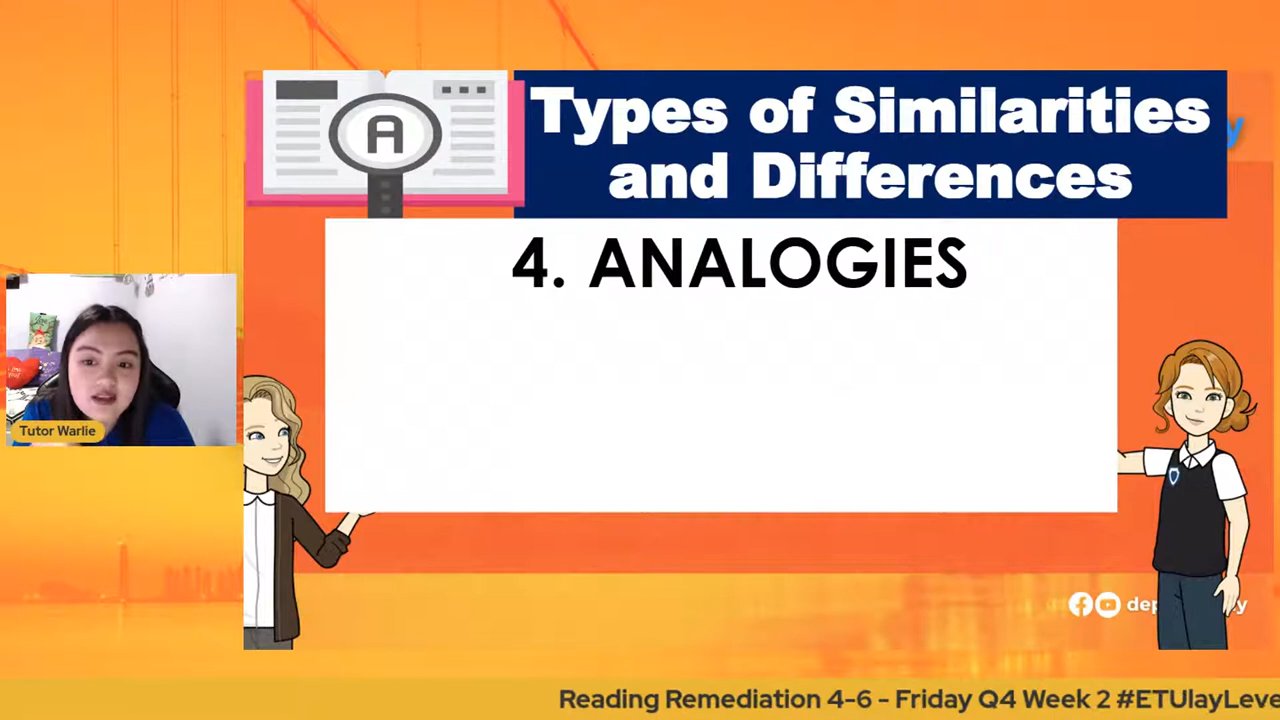 Types of Similarities
and Differences
A
4. ANALOGIES
Tutor Warlie
Reading Remediation 4-6 - Friday Q4 Week 2 #ETUlayLeve